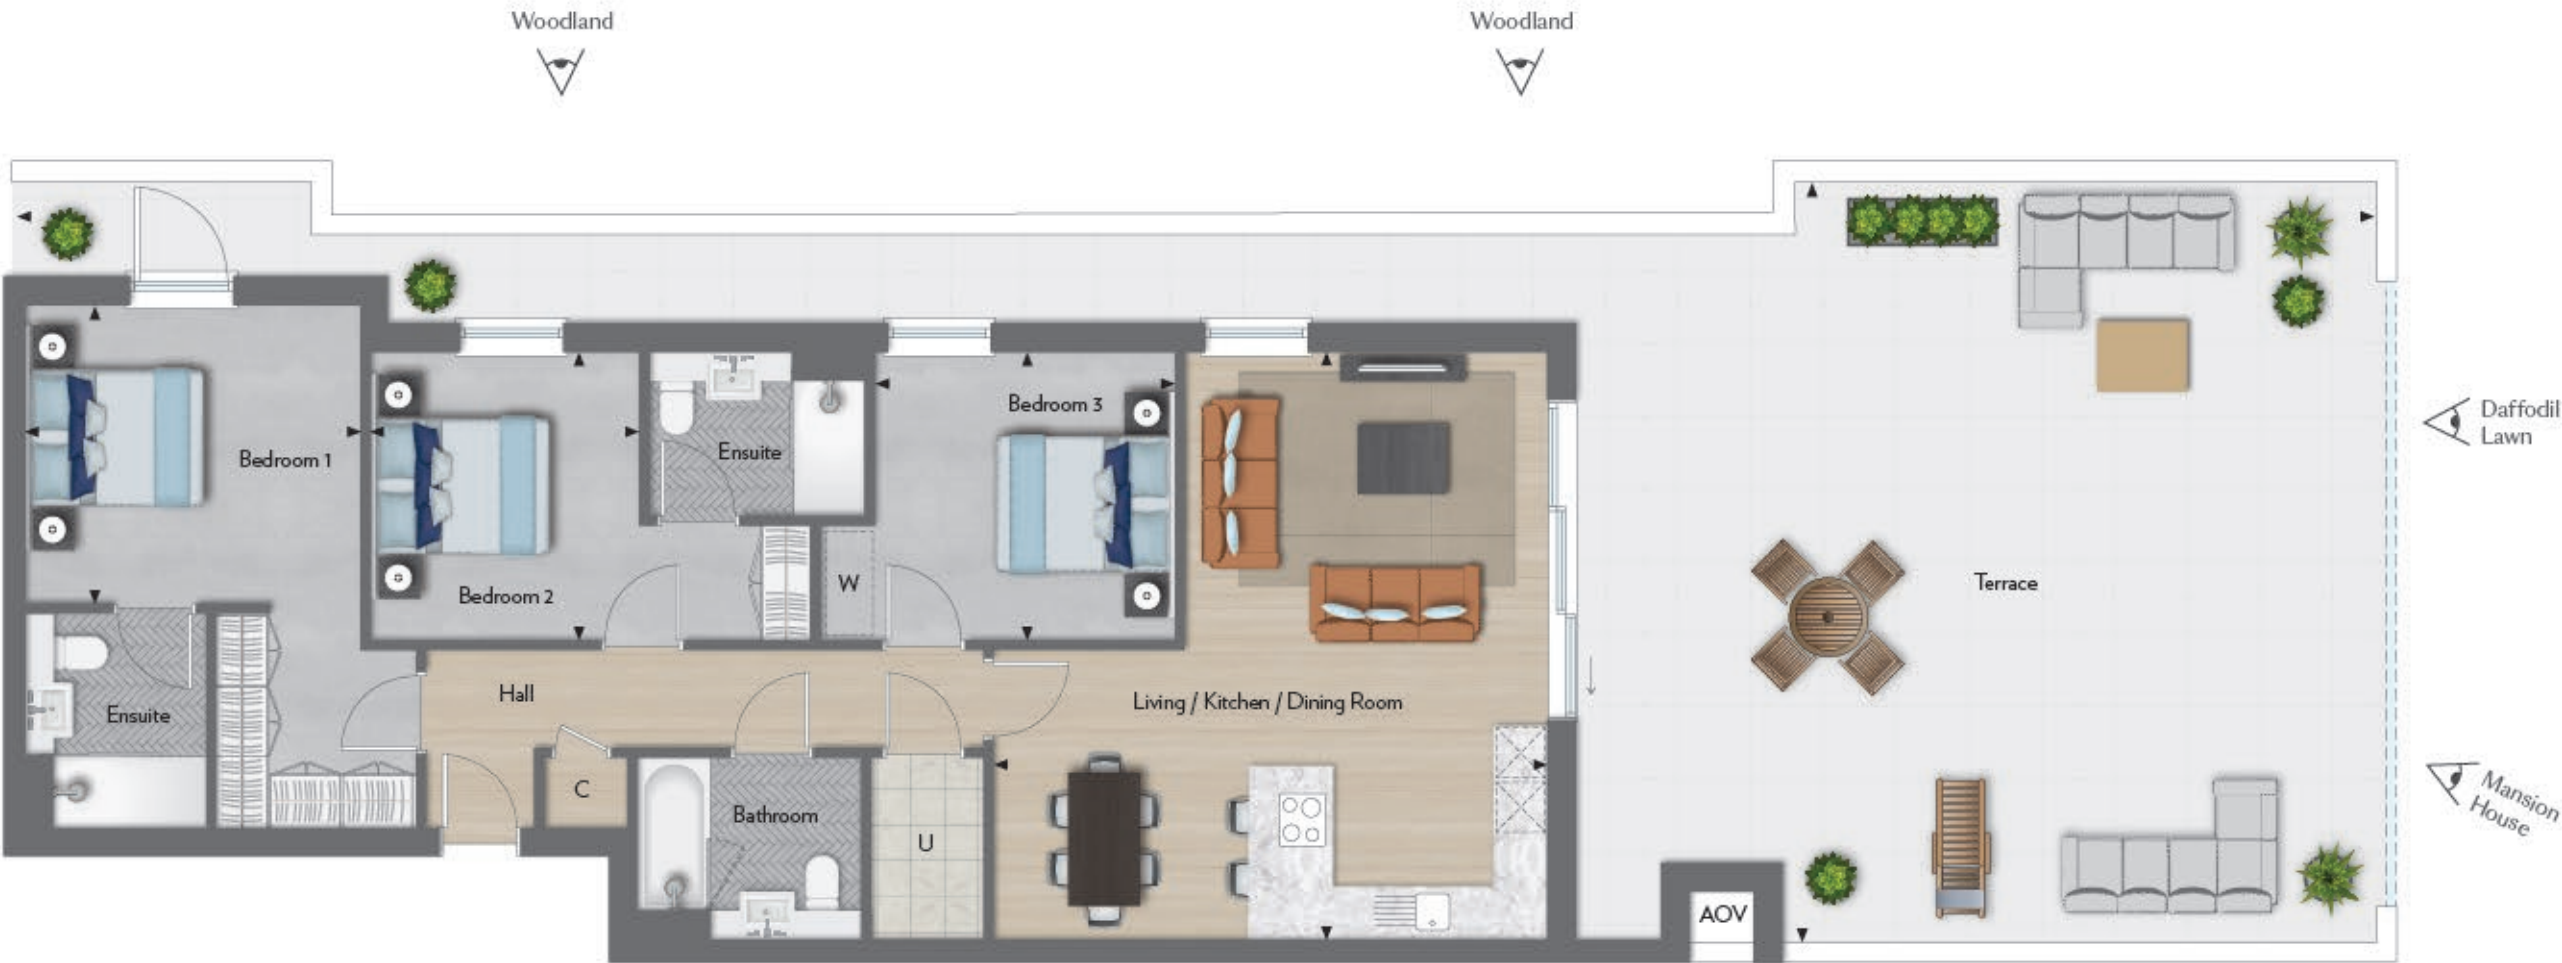 Woodland
Woodland
Bedroom 1
Bedroom 2
Ensuite
Bedroom 3
W
Daffodil
Lawn
Terrace
Ensuite
Hall
Living / Kitchen / Dining Room
C
Bathroom
U
Mansion
House
AOV